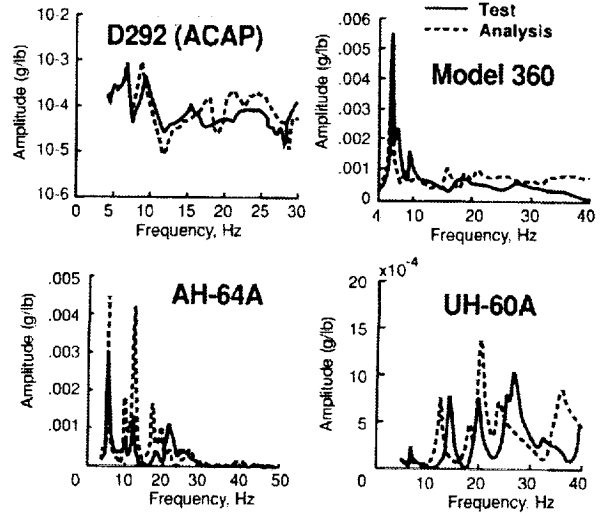 Test
Analysis
D292 (ACAP)
Amplitude (g/lb)
10-2
10-3
10-4
10-5
10-6
0 5 10 15 20 25 30
Frequency, Hz
Model 360
Amplitude (g/lb)
.006
.005
.004
.003
.002
.001
0
4 10 20 30 40
Frequency, Hz
AH-64A
Amplitude (g/lb)
.005
.004
.003
.002
.001
0 10 20 30 40 50
Frequency, Hz
UH-60A
Amplitude (g/lb)
x10-4
20
15
10
5
0 10 20 30 40
Frequency, Hz